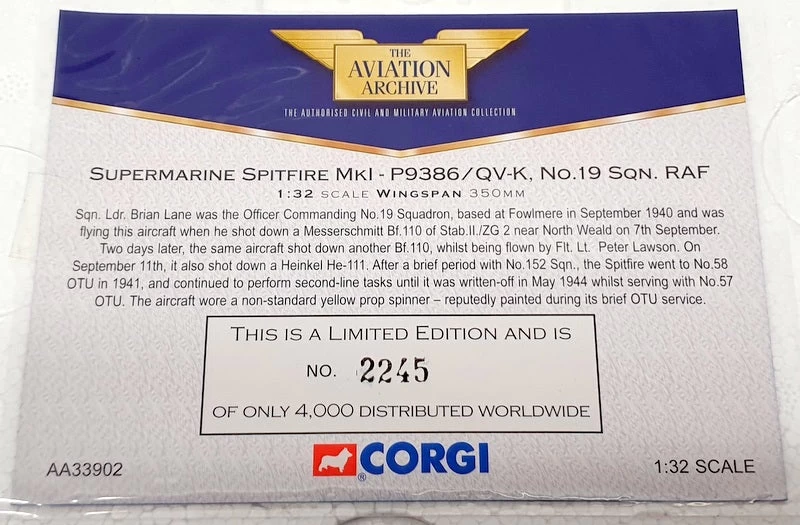 THE
AVIATION
ARCHIVE
THE AUTHORISED CIVIL AND MILITARY AVIATION COLLECTION
SUPERMARINE SPITFIRE MKI - P9386/QV-K, NO.19 SQN. RAF
1:32 SCALE WINGSPAN 350MM
Sqn. Ldr. Brian Lane was the Officer Commanding No.19 Squadron, based at Fowlmere in September 1940 and was
flying this aircraft when he shot down a Messerschmitt Bf.110 of Stab.II./ZG 2 near North Weald on 7th September.
Two days later, the same aircraft shot down another Bf.110, whilst being flown by Flt. Lt. Peter Lawson. On
September 11th, it also shot down a Heinkel He-111. After a brief period with No.152 Sqn., the Spitfire went to No.58
OTU in 1941, and continued to perform second-line tasks until it was written-off in May 1944 whilst serving with No.57
OTU. The aircraft wore a non-standard yellow prop spinner – reputedly painted during its brief OTU service.
THIS IS A LIMITED EDITION AND IS
NO. 2245
OF ONLY 4,000 DISTRIBUTED WORLDWIDE
AA33902
® CORGI
1:32 SCALE